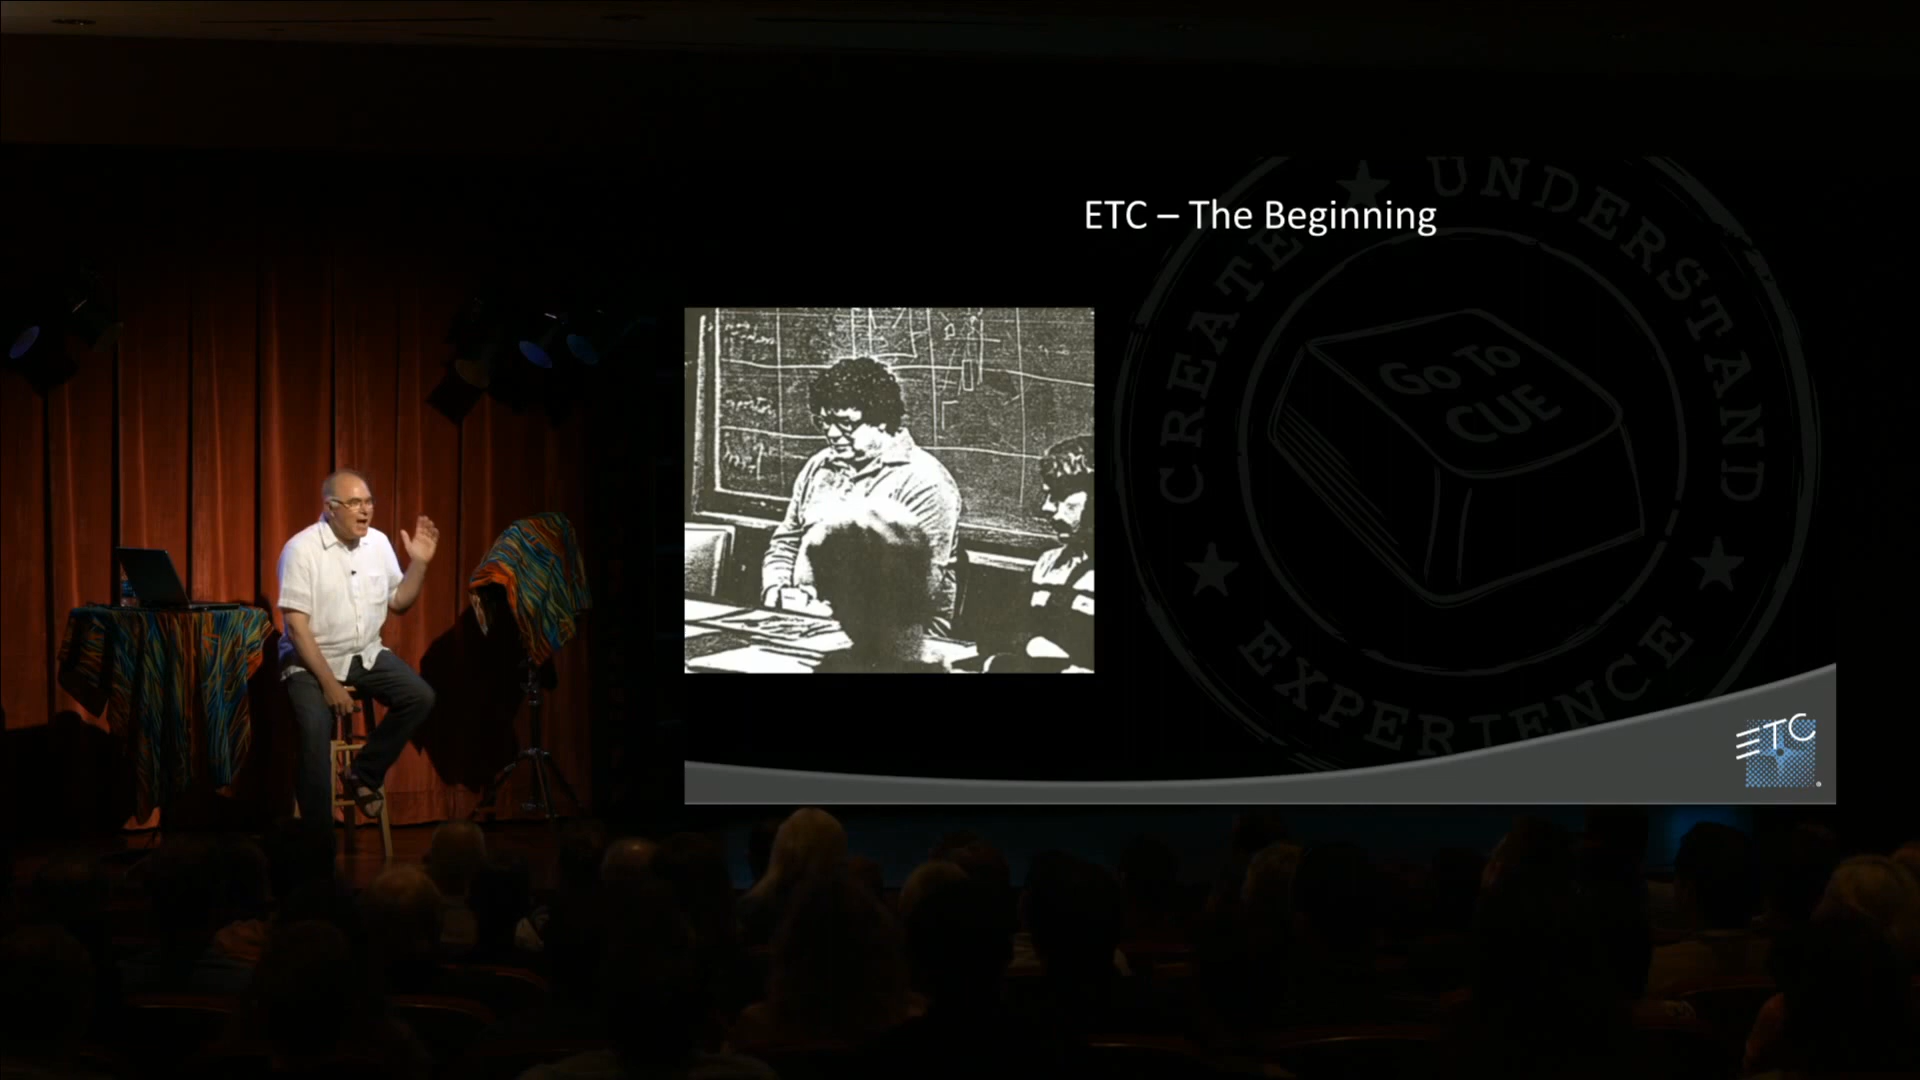 ETC – The Beginning
CREATE ★ UNDERSTAND ★ EXPERIENCE ★
Go To
CUE
ETC